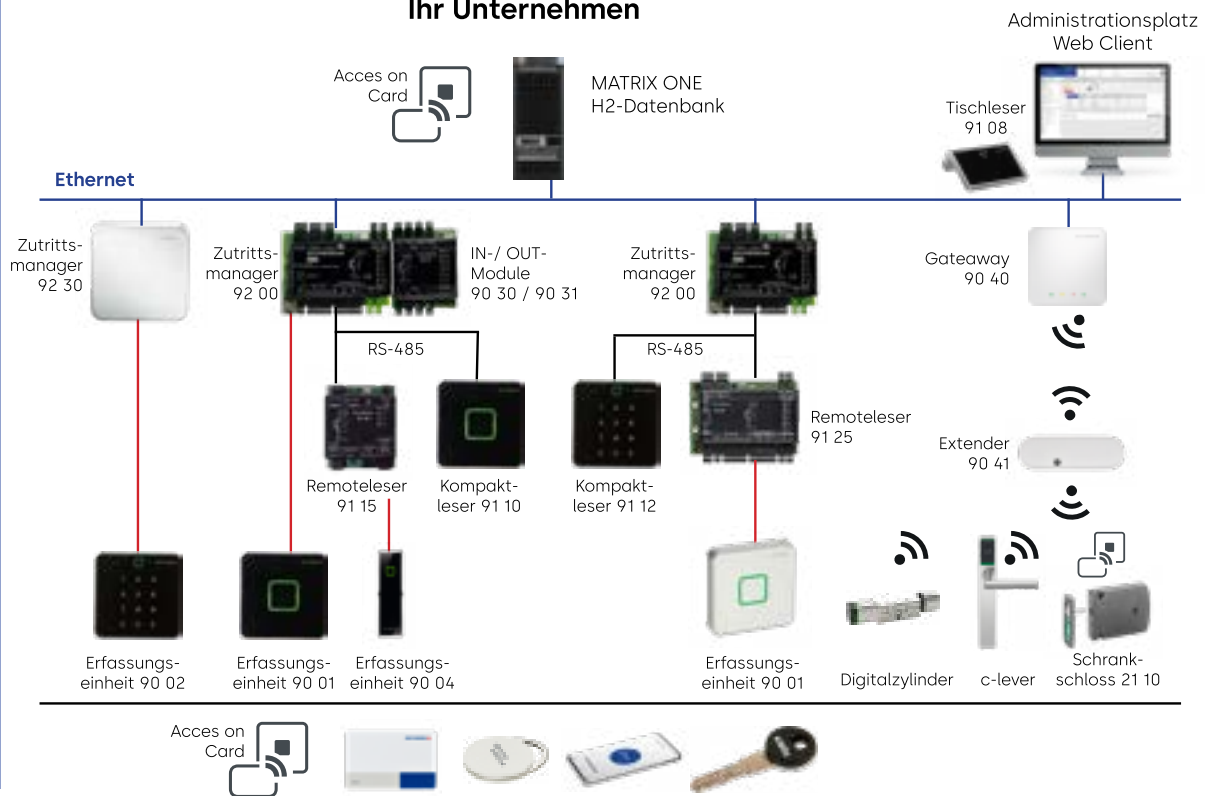 Ihr Unternehmen
Administrationsplatz
Web Client
Acces on
Card
MATRIX ONE
H2-Datenbank
Tischleser
91 08
Ethernet
Zutritts-
manager
92 30
Zutritts-
manager
92 00
IN-/ OUT-
Module
90 30 / 90 31
Zutritts-
manager
92 00
Gateaway
90 40
RS-485
RS-485
Remoteleser
91 15
Kompakt-
leser 91 10
Kompakt-
leser 91 12
Remoteleser
91 25
Extender
90 41
Erfassungs-
einheit 90 02
Erfassungs-
einheit 90 01
Erfassungs-
einheit 90 04
Erfassungs-
einheit 90 01
Digitalzylinder
c-lever
Schrank-
schloss 21 10
Acces on
Card